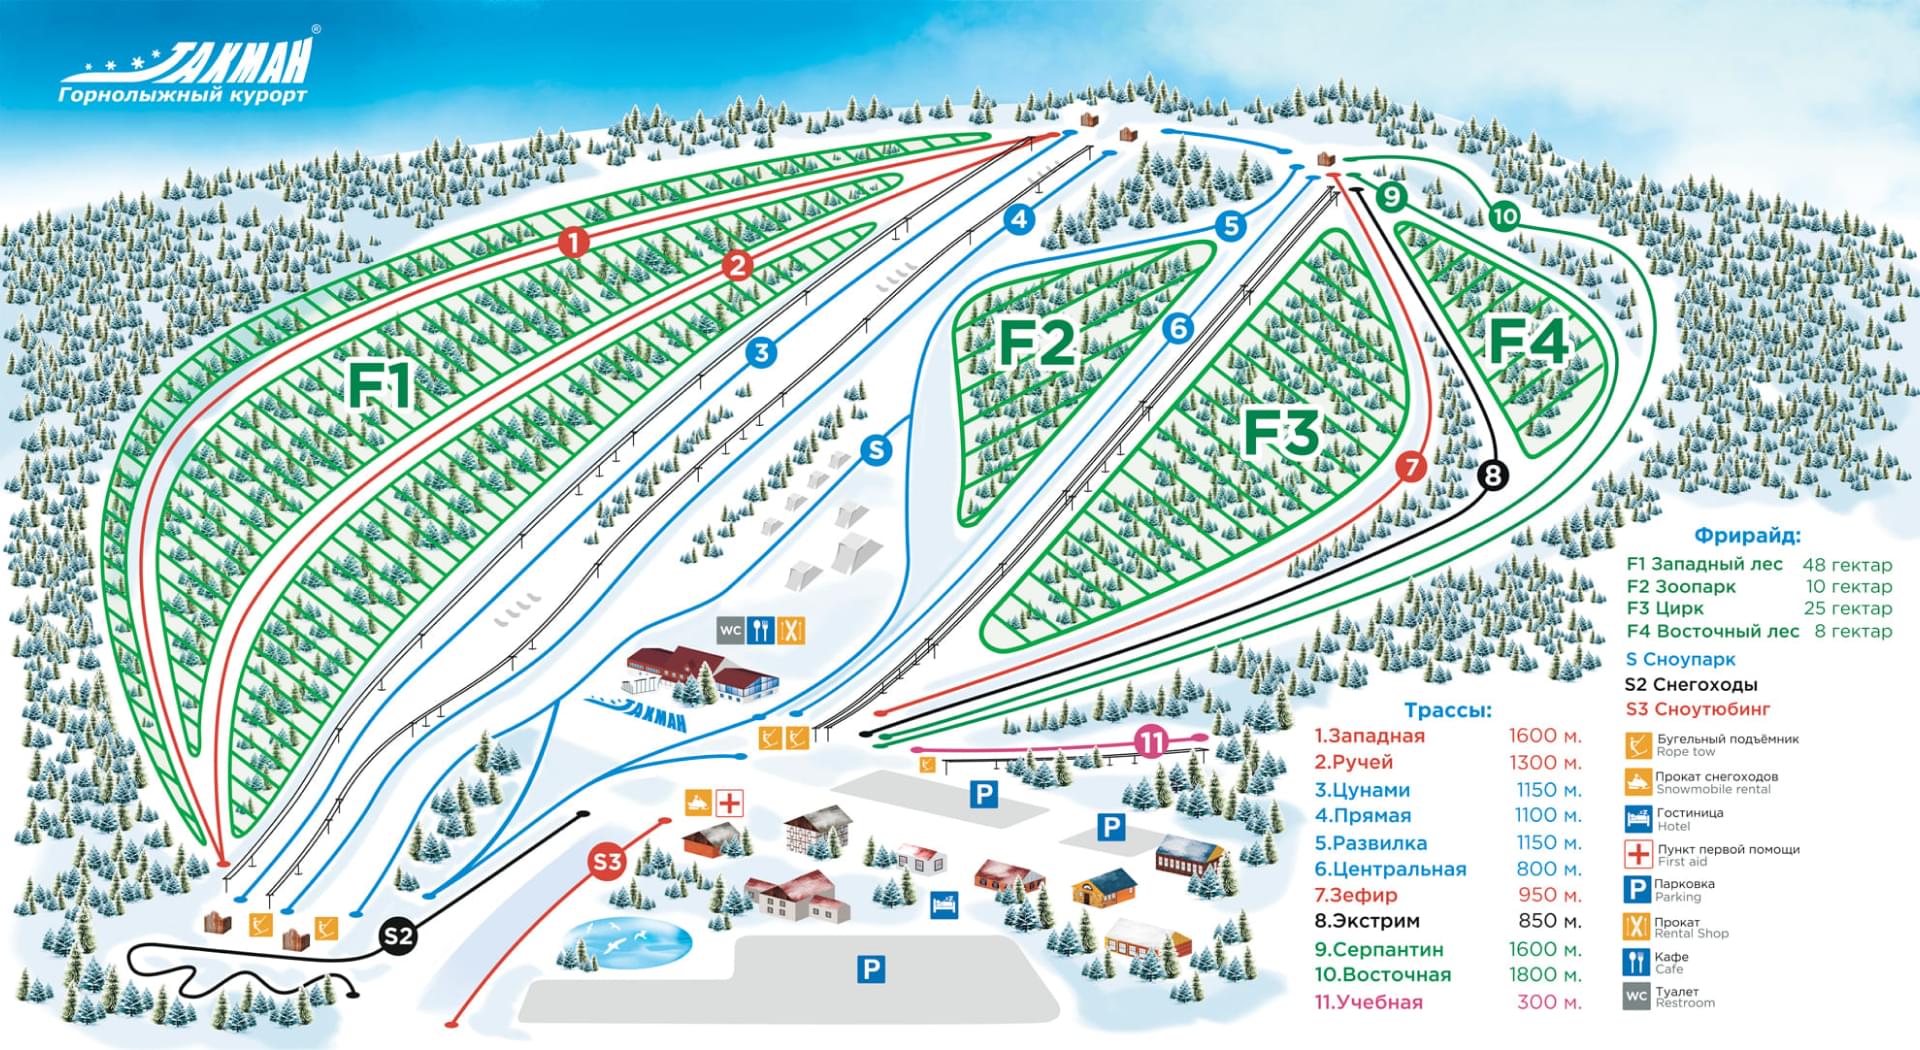 ТАКМАН®
Горнолыжный курорт
1
2
3
4
5
6
7
8
9
10
11
F1
F2
F3
F4
S
S2
S3
WC
ТАКМАН
P
P
P
Фрирайд:
F1 Западный лес 48 гектар
F2 Зоопарк 10 гектар
F3 Цирк 25 гектар
F4 Восточный лес 8 гектар
S Сноупарк
S2 Снегоходы
S3 Сноутюбинг
Трассы:
1.Западная 1600 м.
2.Ручей 1300 м.
3.Цунами 1150 м.
4.Прямая 1100 м.
5.Развилка 1150 м.
6.Центральная 800 м.
7.Зефир 950 м.
8.Экстрим 850 м.
9.Серпантин 1600 м.
10.Восточная 1800 м.
11.Учебная 300 м.
Бугельный подъёмник
Rope tow
Прокат снегоходов
Snowmobile rental
Гостиница
Hotel
Пункт первой помощи
First aid
P
Парковка
Parking
Прокат
Rental Shop
Кафе
Cafe
WC
Туалет
Restroom